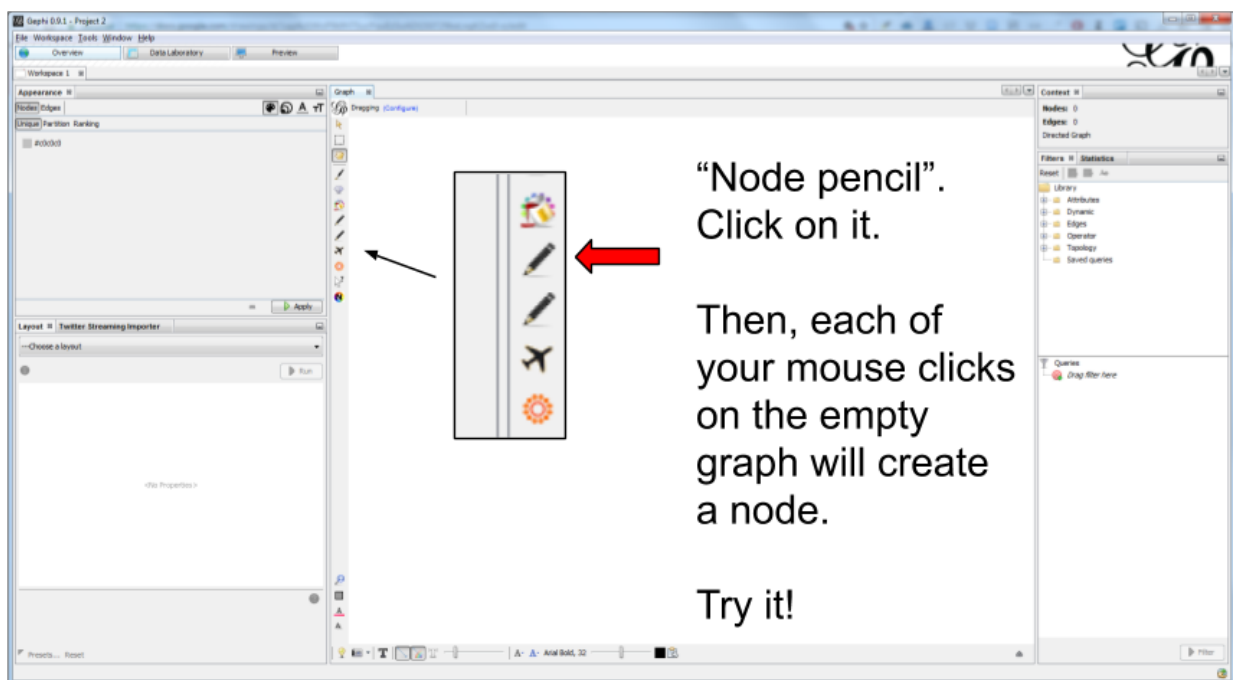 Gephi 0.9.1 - Project 2
File Workspace Tools Window Help
Overview Data Laboratory Preview
Workspace 1
Appearance
Nodes Edges
Unique Partition Ranking
#c0c0c0
Apply
Layout Twitter Streaming Importer
---Choose a layout
Run
<No Properties>
Presets... Reset
Graph
Dragging (Configure)
“Node pencil”.
Click on it.
Then, each of
your mouse clicks
on the empty
graph will create
a node.
Try it!
A- A- Arial Bold, 32
Context
Nodes: 0
Edges: 0
Directed Graph
Filters Statistics
Reset
Library
Attributes
Dynamic
Edges
Operator
Topology
Saved queries
Queries
Drag filter here
Filter